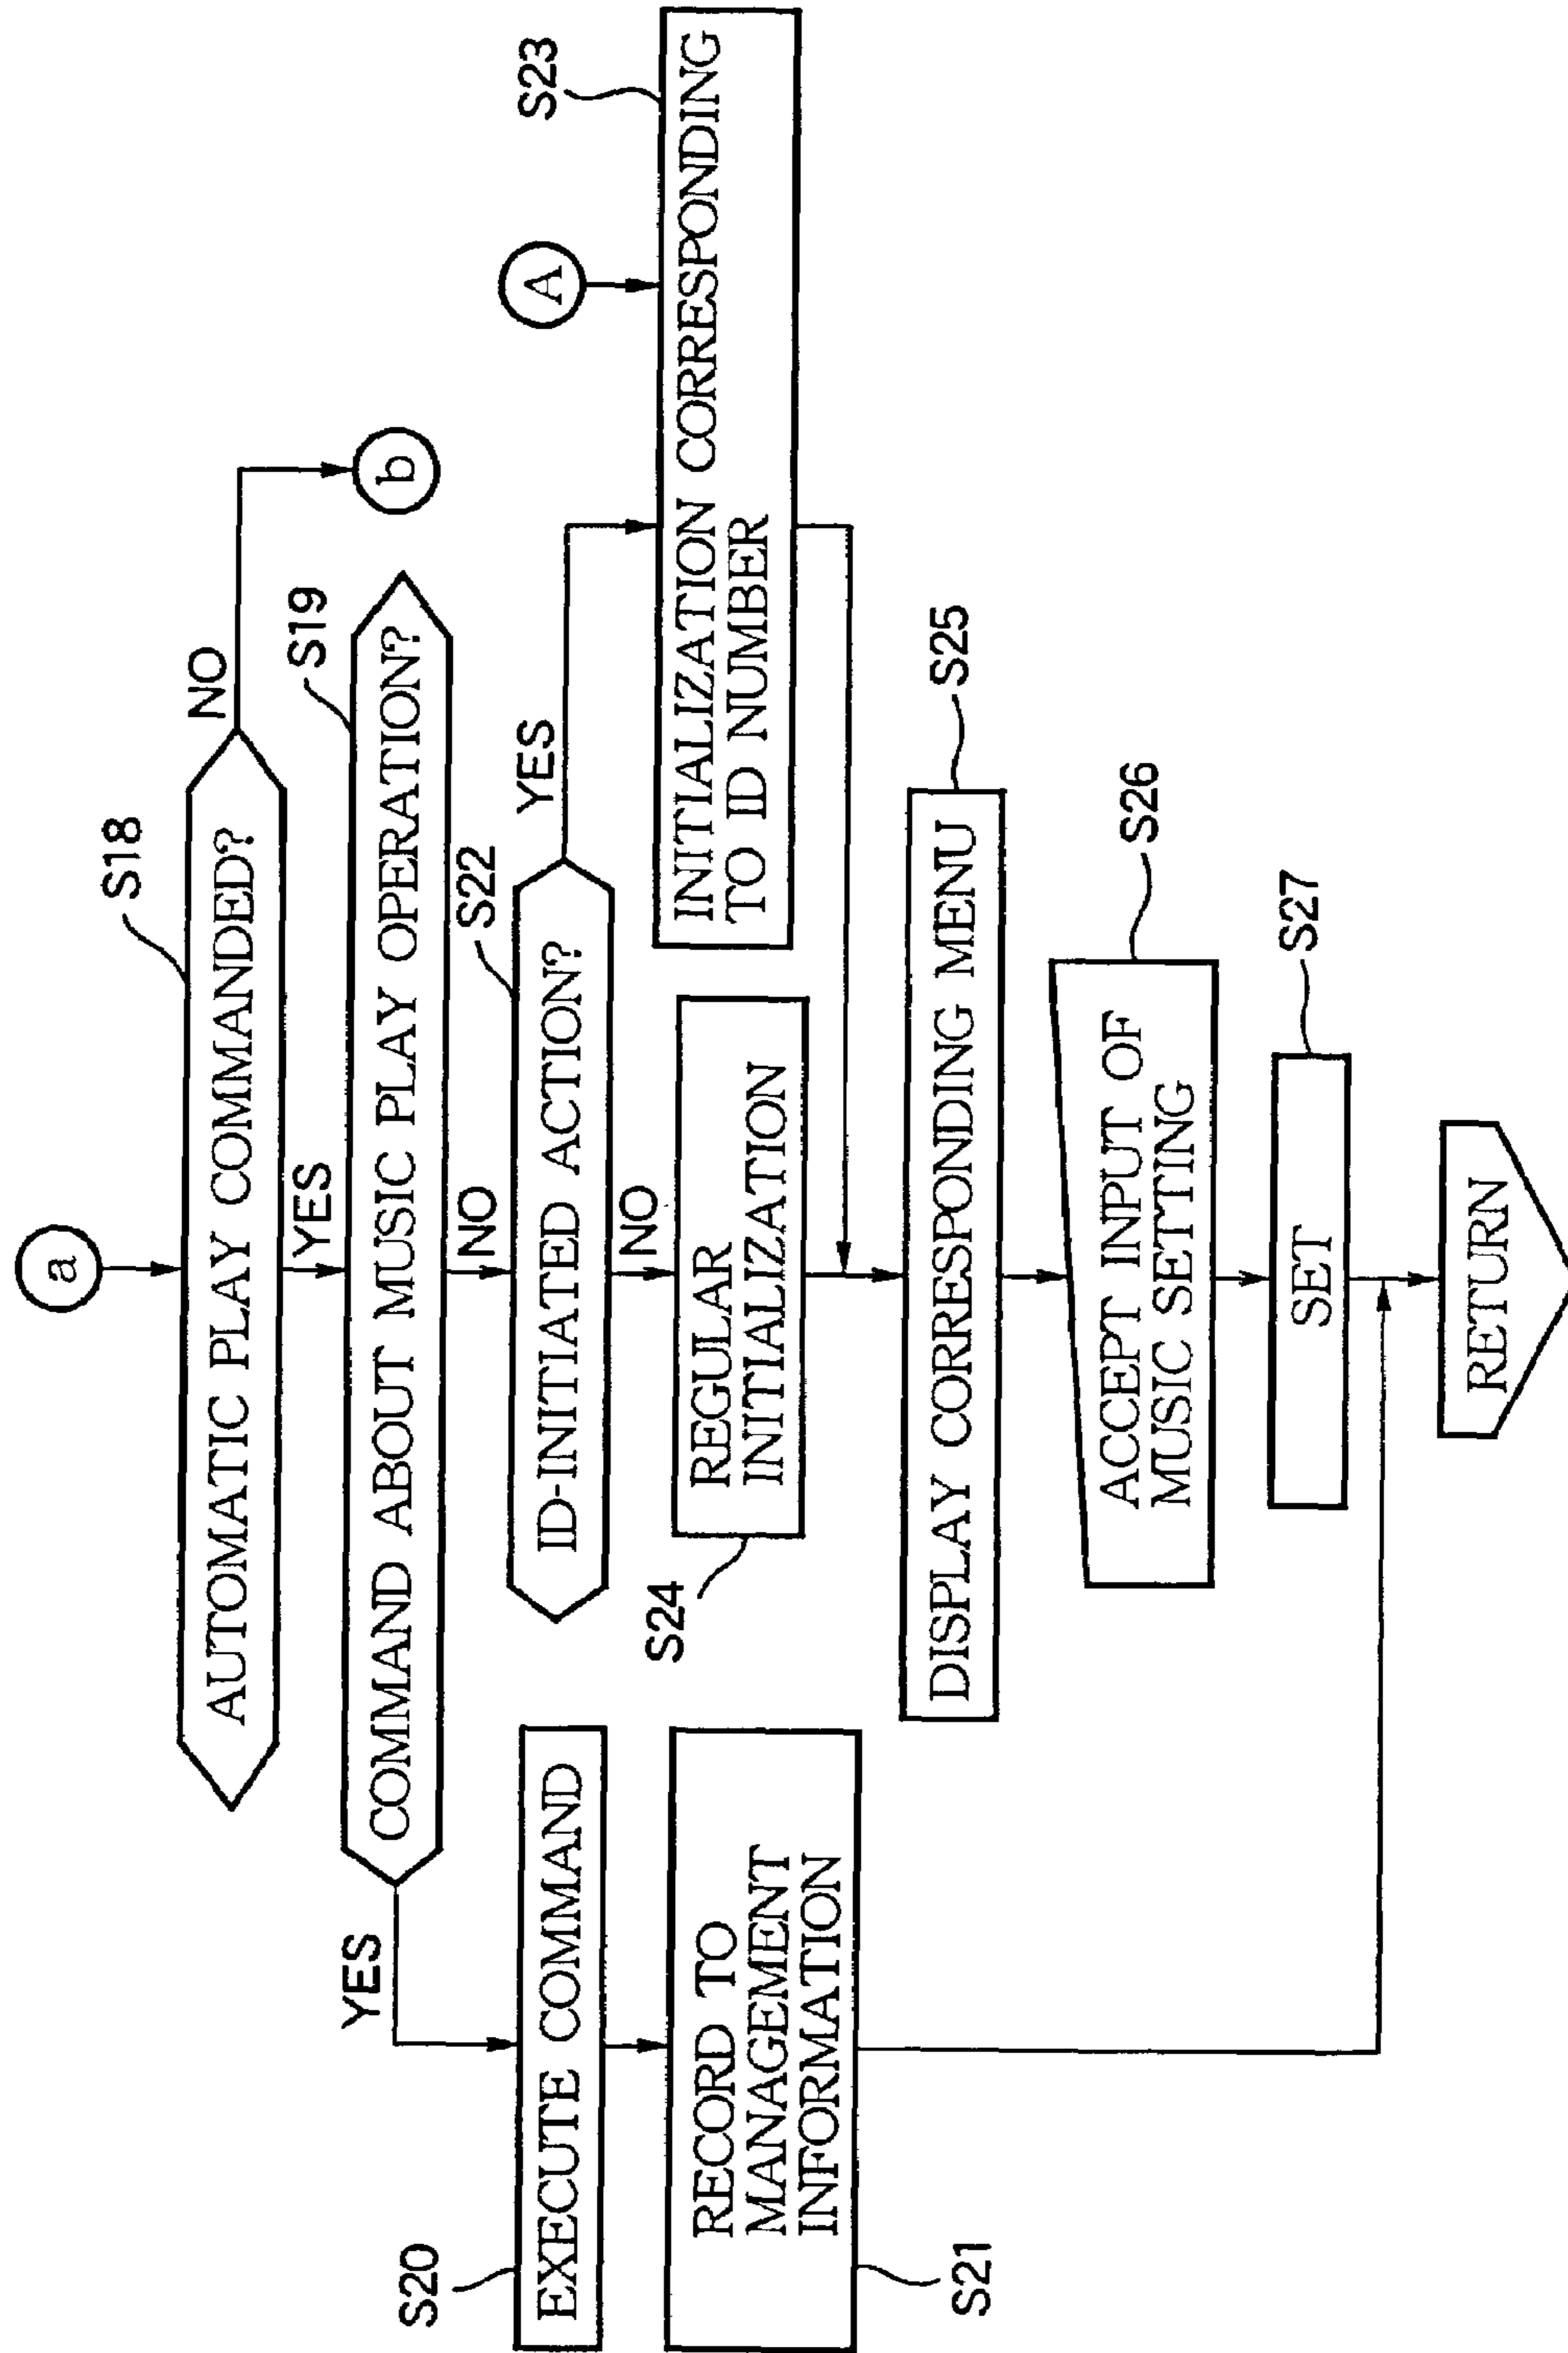 a
S18
AUTOMATIC PLAY COMMANDED?
NO
b
YES
S19
COMMAND ABOUT MUSIC PLAY OPERATION?
YES
NO
S20
EXECUTE COMMAND
S21
RECORD TO
MANAGEMENT
INFORMATION
S22
ID-INITIATED ACTION?
YES
NO
A
S23
INITIALIZATION CORRESPONDING
TO ID NUMBER
S24
REGULAR
INITIALIZATION
S25
DISPLAY CORRESPONDING MENU
S26
ACCEPT INPUT OF
MUSIC SETTING
S27
SET
RETURN